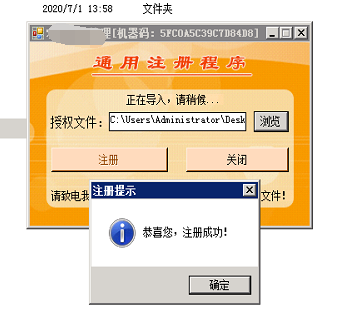 2020/7/1 13:58 文件夹
理[机器码: 5FC0A5C39C7D84D8]
通用注册程序
正在导入,请稍候...
授权文件: C:\Users\Administrator\Desk 浏览
注册 关闭
请致电我 文件!
注册提示
恭喜您,注册成功!
确定